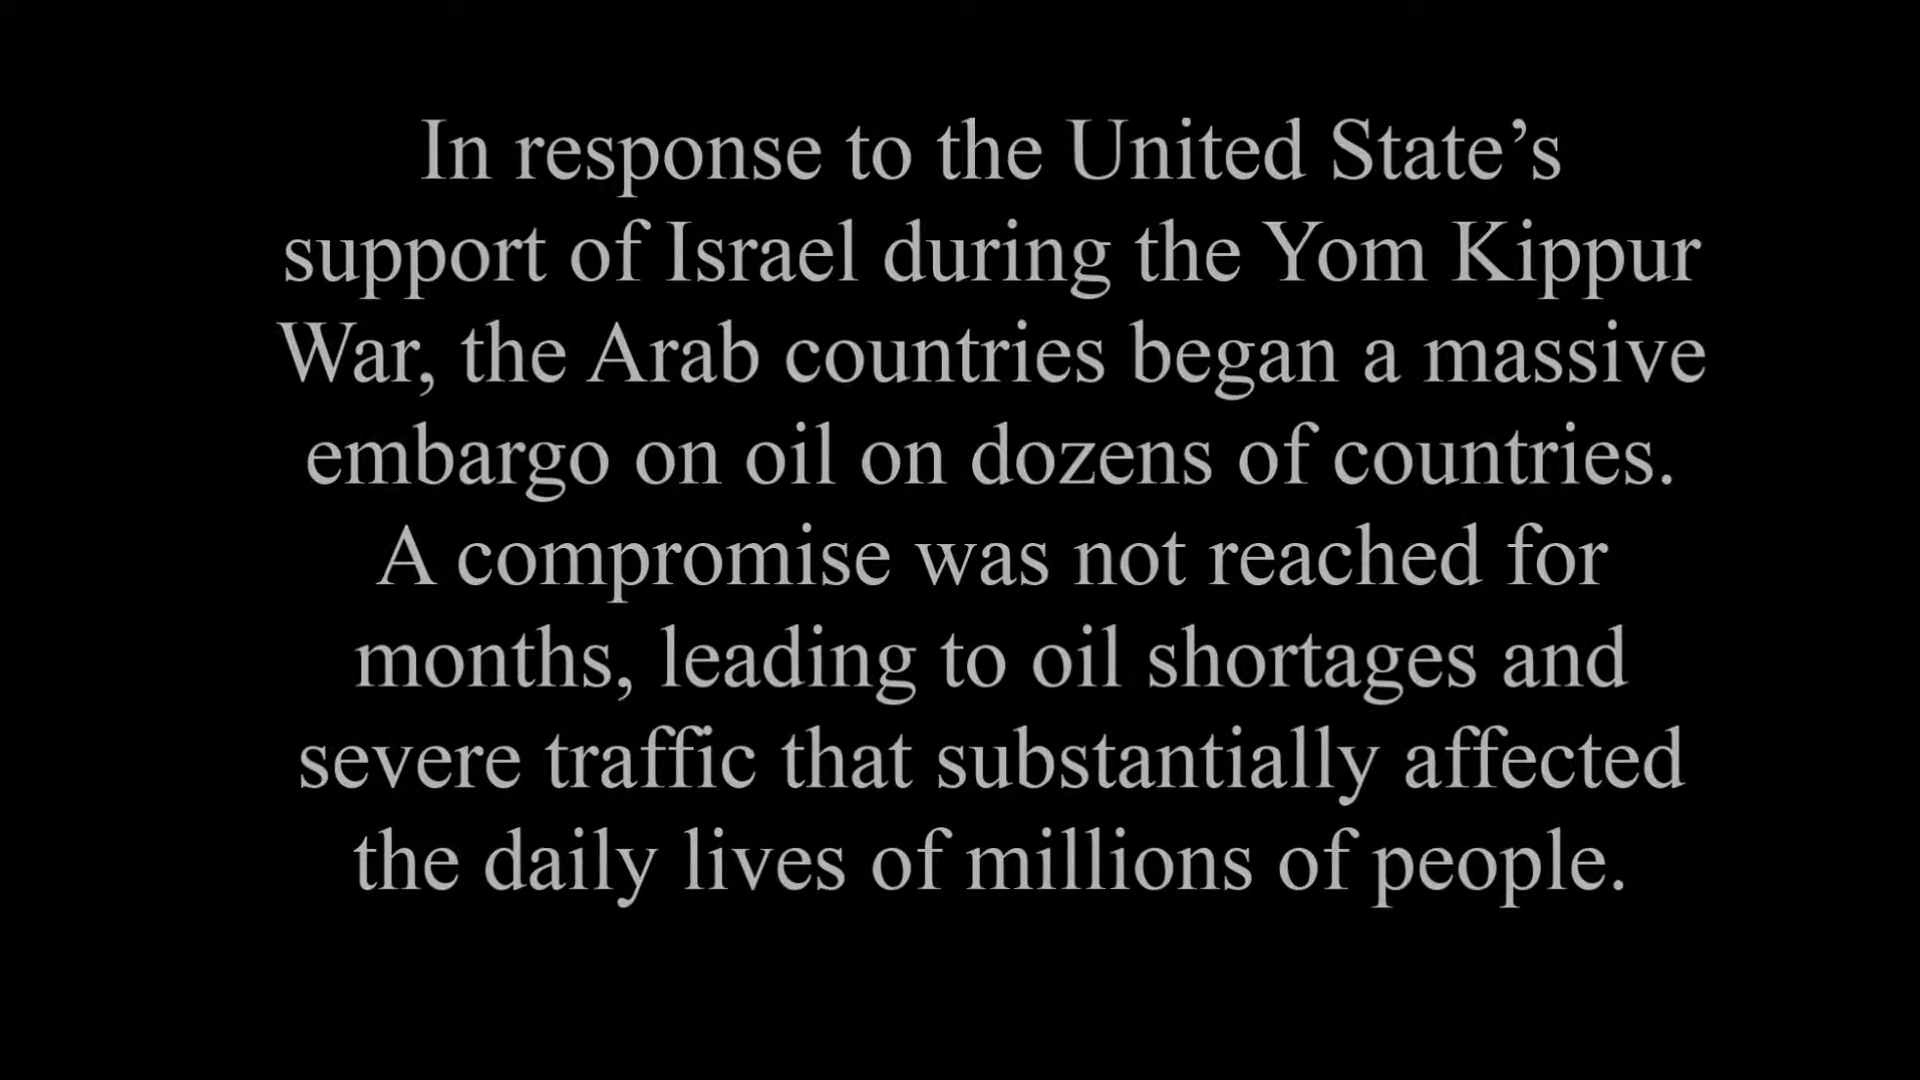 In response to the United State’s
support of Israel during the Yom Kippur
War, the Arab countries began a massive
embargo on oil on dozens of countries.
A compromise was not reached for
months, leading to oil shortages and
severe traffic that substantially affected
the daily lives of millions of people.